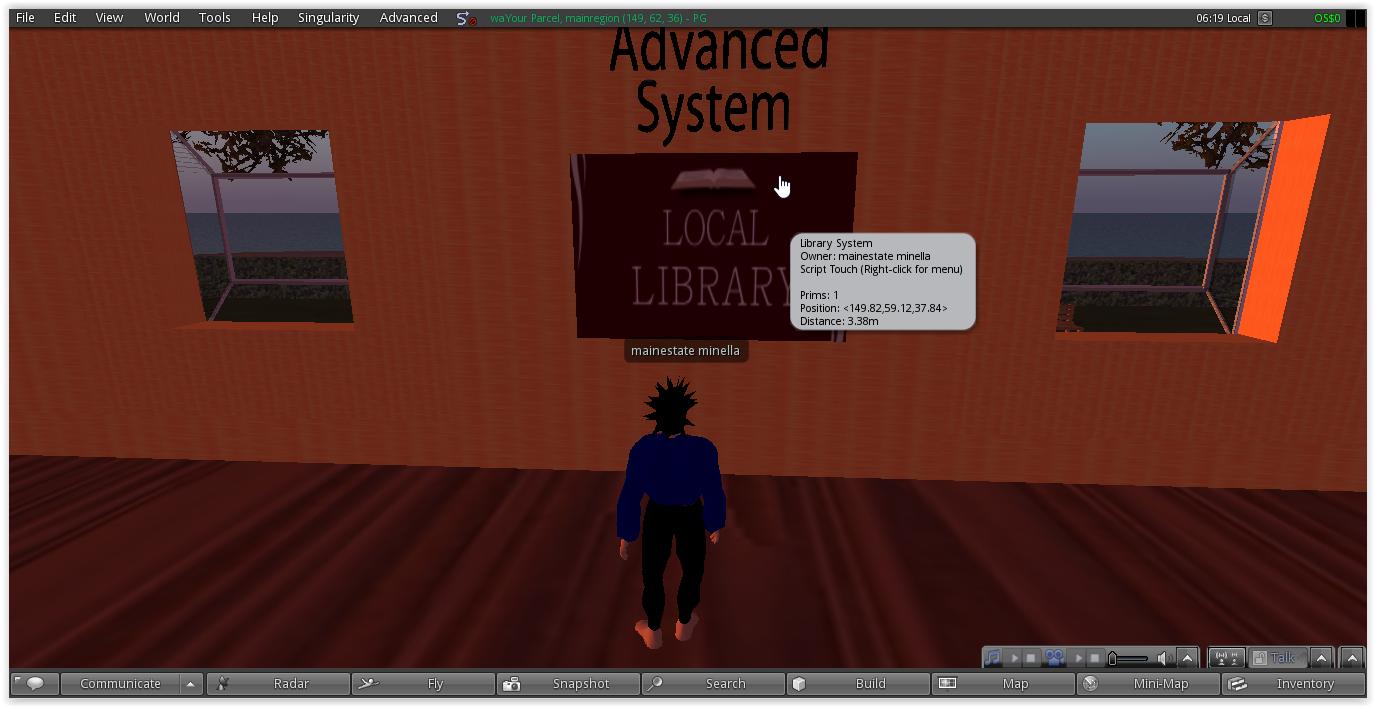 File Edit View World Tools Help Singularity Advanced waYour Parcel, mainregion (149, 62, 36) - PG 06:19 Local $ OS$0
Advanced
System
LOCAL
LIBRARY
Library System
Owner: mainestate minella
Script Touch (Right-click for menu)
Prims: 1
Position: <149.82,59.12,37.84>
Distance: 3.38m
mainestate minella
Talk
Communicate Radar Fly Snapshot Search Build Map Mini-Map Inventory